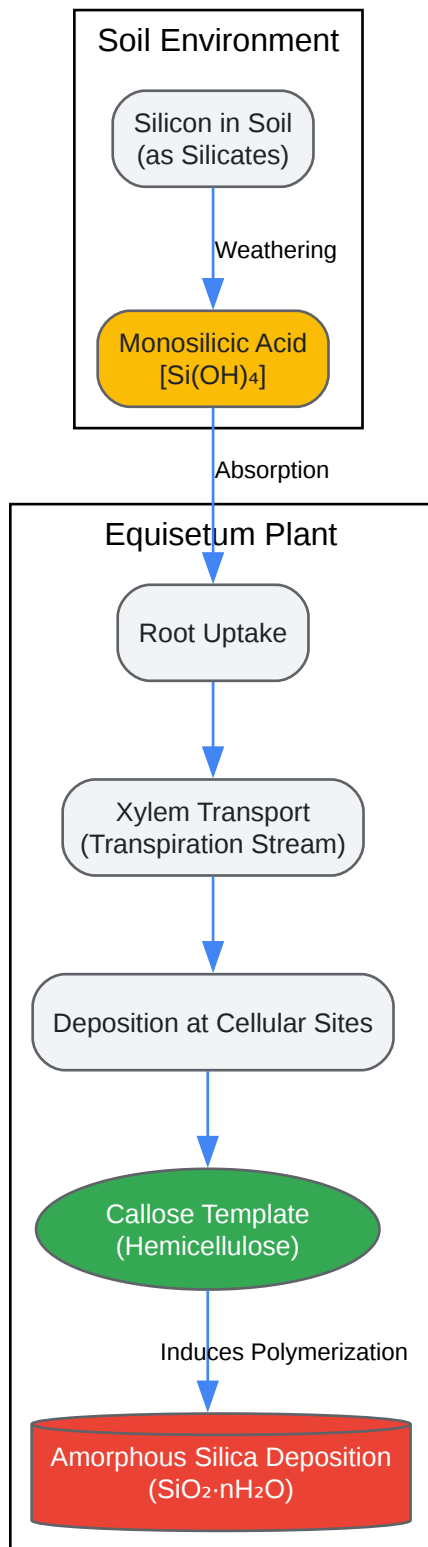 Soil Environment
Silicon in Soil
(as Silicates)
Weathering
Monosilicic Acid
[Si(OH)₄]
Absorption
Equisetum Plant
Root Uptake
Xylem Transport
(Transpiration Stream)
Deposition at Cellular Sites
Callose Template
(Hemicellulose)
Induces Polymerization
Amorphous Silica Deposition
(SiO₂·nH₂O)